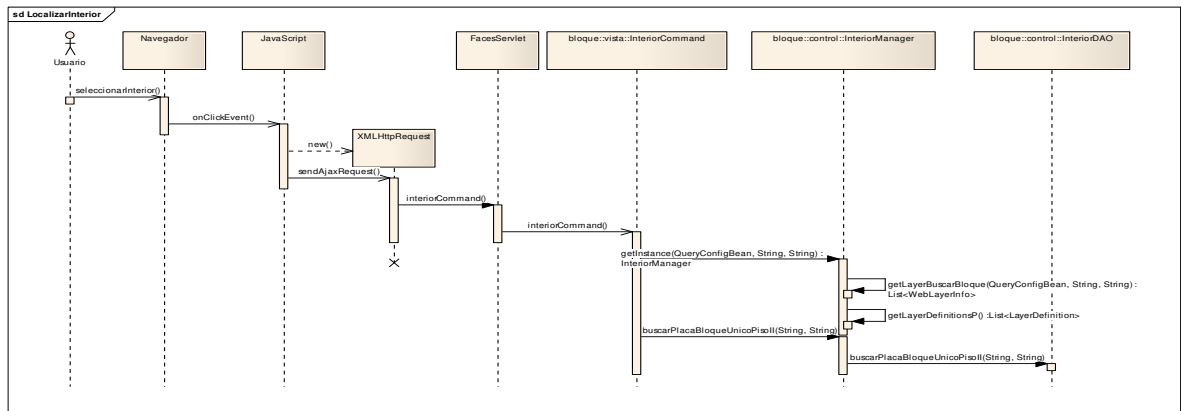 sd LocalizarInterior
Usuario
Navegador
JavaScript
FacesServlet
bloque::vista::InteriorCommand
bloque::control::InteriorManager
bloque::control::InteriorDAO
seleccionarInterior()
onClickEvent()
new()
XMLHttpRequest
sendAjaxRequest()
interiorCommand()
interiorCommand()
getInstance(QueryConfigBean, String, String) :
InteriorManager
getLayerBuscarBloque(QueryConfigBean, String, String) :
List<WebLayerInfo>
getLayerDefinitionsP() :List<LayerDefinition>
buscarPlacaBloqueUnicoPisoII(String, String)
buscarPlacaBloqueUnicoPisoII(String, String)